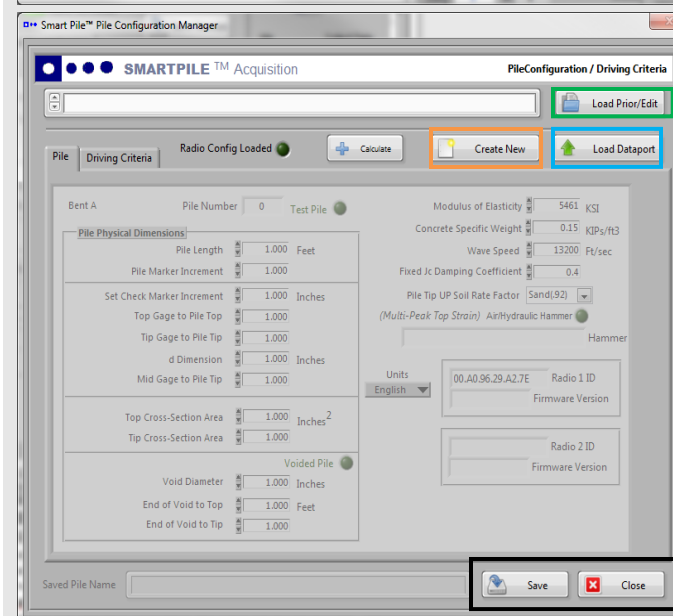 Smart Pile™ Pile Configuration Manager
SMARTPILE TM Acquisition
PileConfiguration / Driving Criteria
Load Prior/Edit
Pile
Driving Criteria
Radio Config Loaded
Calculate
Create New
Load Dataport
Bent A
Pile Number 0 Test Pile
Pile Physical Dimensions
Pile Length 1.000 Feet
Pile Marker Increment 1.000
Set Check Marker Increment 1.000 Inches
Top Gage to Pile Top 1.000
Tip Gage to Pile Tip 1.000
d Dimension 1.000 Inches
Mid Gage to Pile Tip 1.000
Top Cross-Section Area 1.000 Inches2
Tip Cross-Section Area 1.000
Voided Pile
Void Diameter 1.000 Inches
End of Void to Top 1.000 Feet
End of Void to Tip 1.000
Modulus of Elasticity 5461 KSI
Concrete Specific Weight 0.15 KIPs/ft3
Wave Speed 13200 Ft/sec
Fixed Jc Damping Coefficient 0.4
Pile Tip UP Soil Rate Factor Sand(.92)
(Multi-Peak Top Strain) Air/Hydraulic Hammer
Hammer
Units
English
00.A0.96.29.A2.7E Radio 1 ID
Firmware Version
Radio 2 ID
Firmware Version
Saved Pile Name
Save
Close